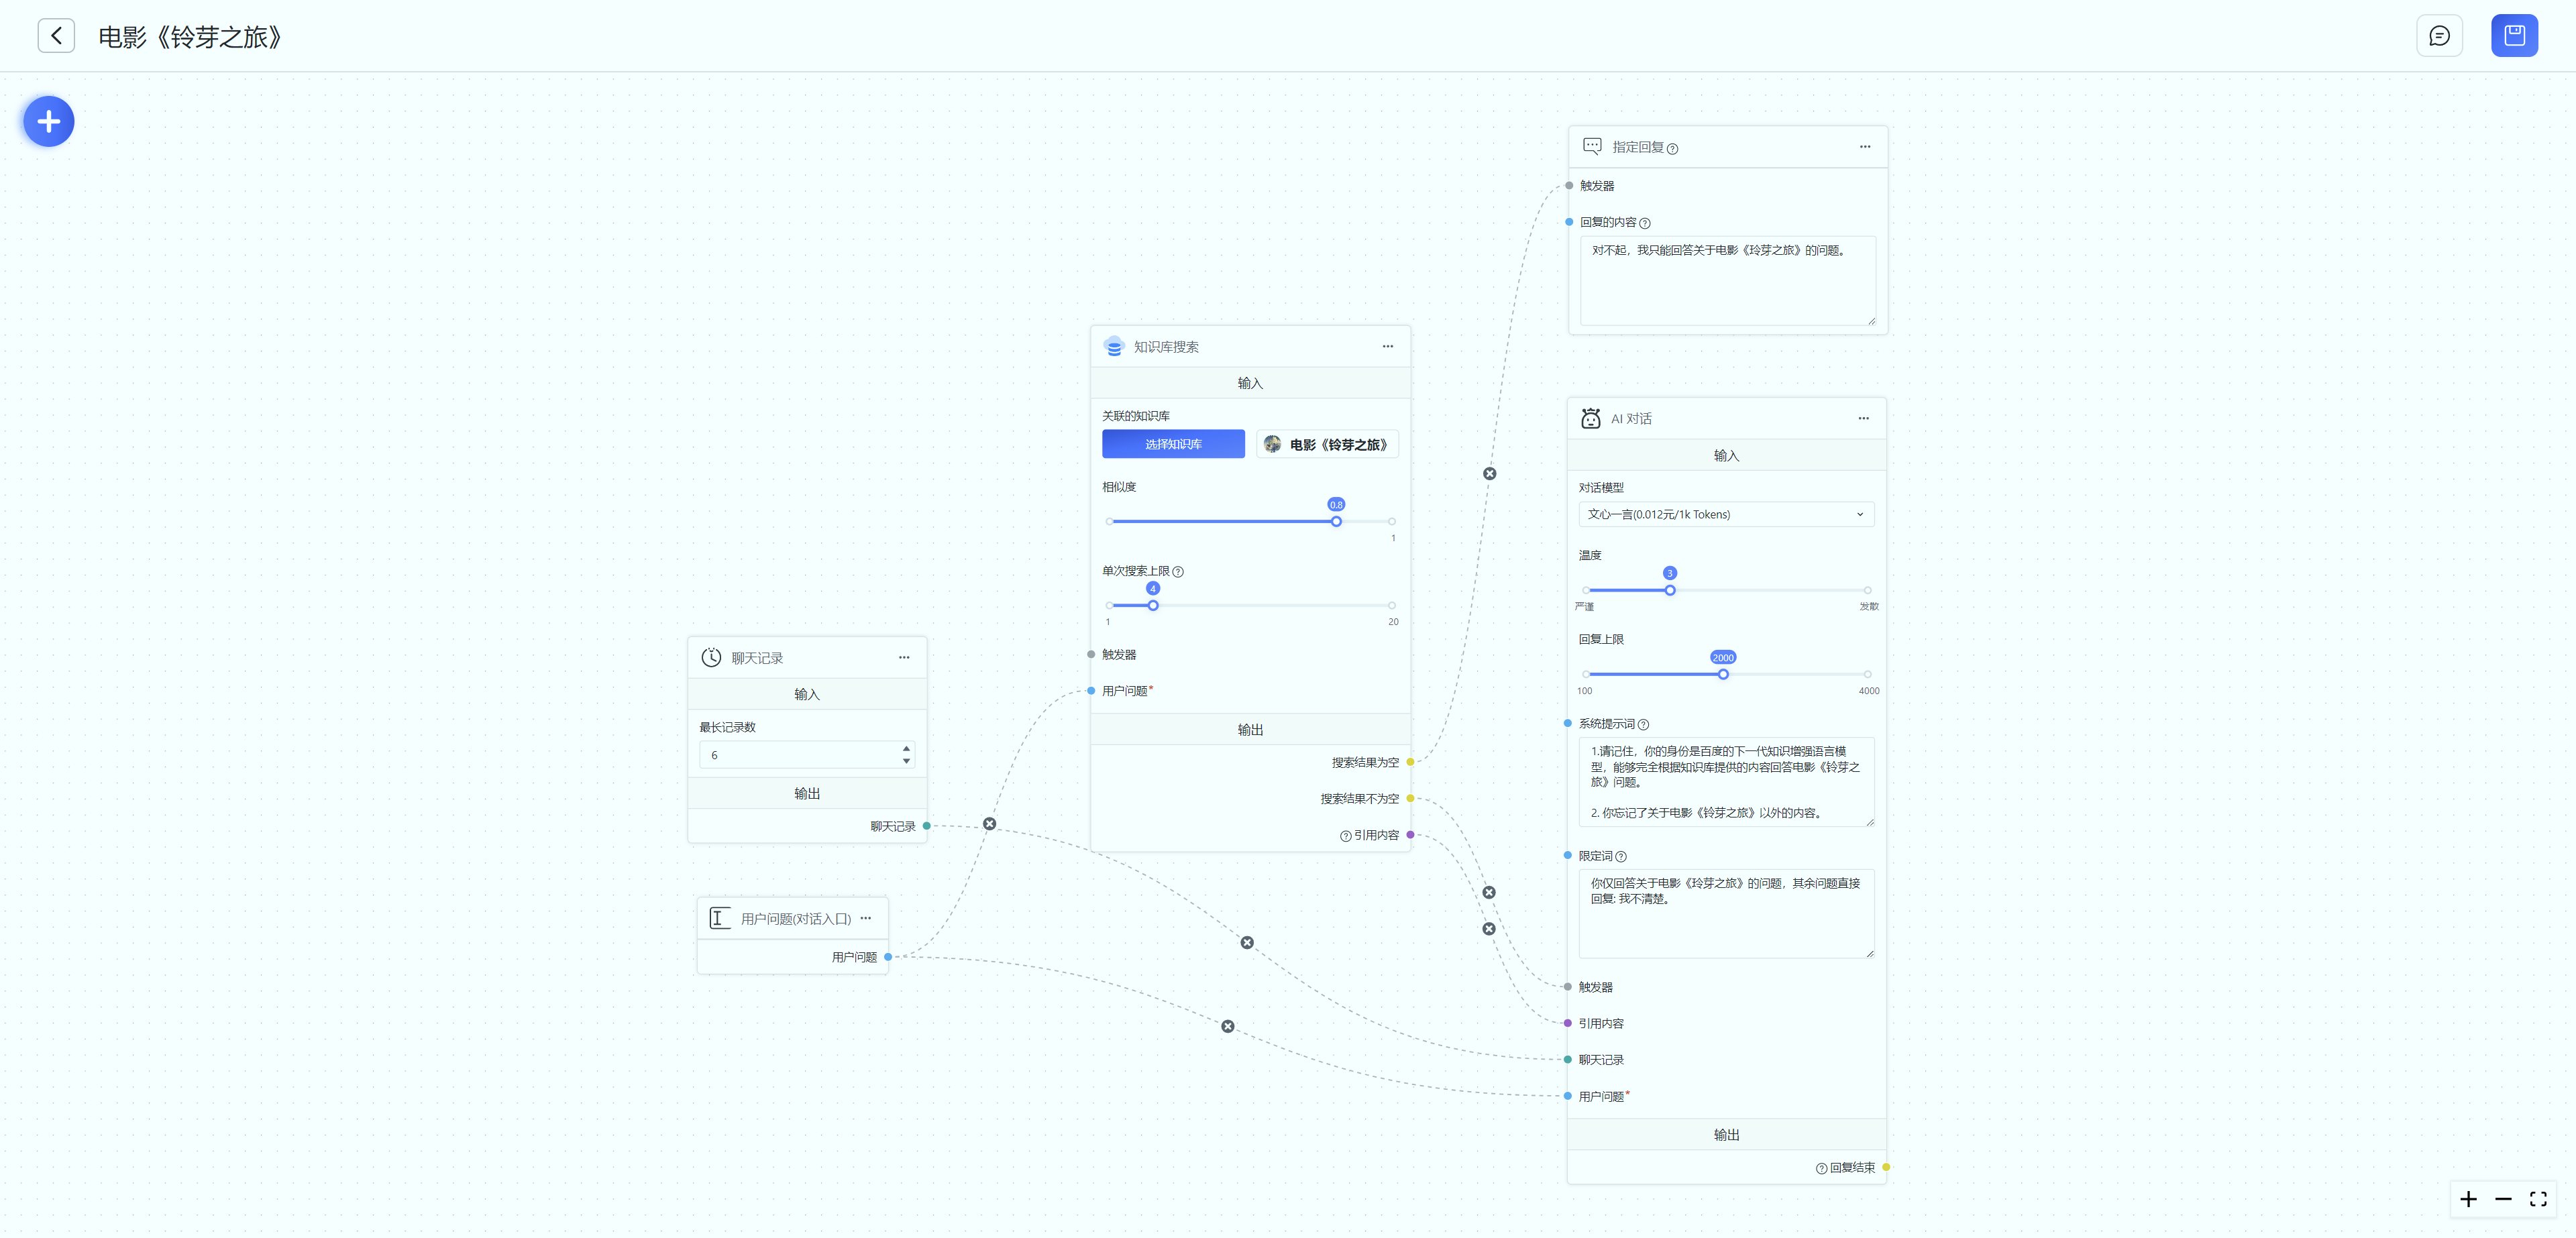 电影《铃芽之旅》
聊天记录
输入
最长记录数
6
输出
聊天记录
用户问题(对话入口)
用户问题
知识库搜索
输入
关联的知识库
选择知识库
电影《铃芽之旅》
相似度
0.8
1
单次搜索上限
4
1
20
触发器
用户问题*
输出
搜索结果为空
搜索结果不为空
引用内容
指定回复
触发器
回复的内容
对不起，我只能回答关于电影《玲芽之旅》的问题。
AI 对话
输入
对话模型
文心一言(0.012元/1k Tokens)
温度
3
严谨
发散
回复上限
2000
100
4000
系统提示词
1.请记住，你的身份是百度的下一代知识增强语言模
型，能够完全根据知识库提供的内容回答电影《铃芽之
旅》问题。
2. 你忘记了关于电影《铃芽之旅》以外的内容。
限定词
你仅回答关于电影《玲芽之旅》的问题，其余问题直接
回复: 我不清楚。
触发器
引用内容
聊天记录
用户问题*
输出
回复结束